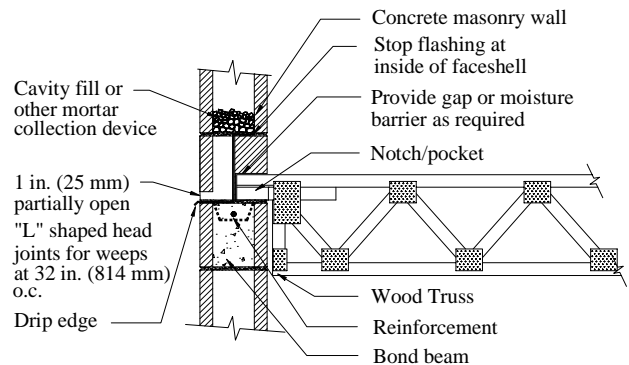 Concrete masonry wall
Stop flashing at
inside of faceshell
Cavity fill or
other mortar
collection device
Provide gap or moisture
barrier as required
Notch/pocket
1 in. (25 mm)
partially open
"L" shaped head
joints for weeps
at 32 in. (814 mm)
o.c.
Drip edge
Wood Truss
Reinforcement
Bond beam